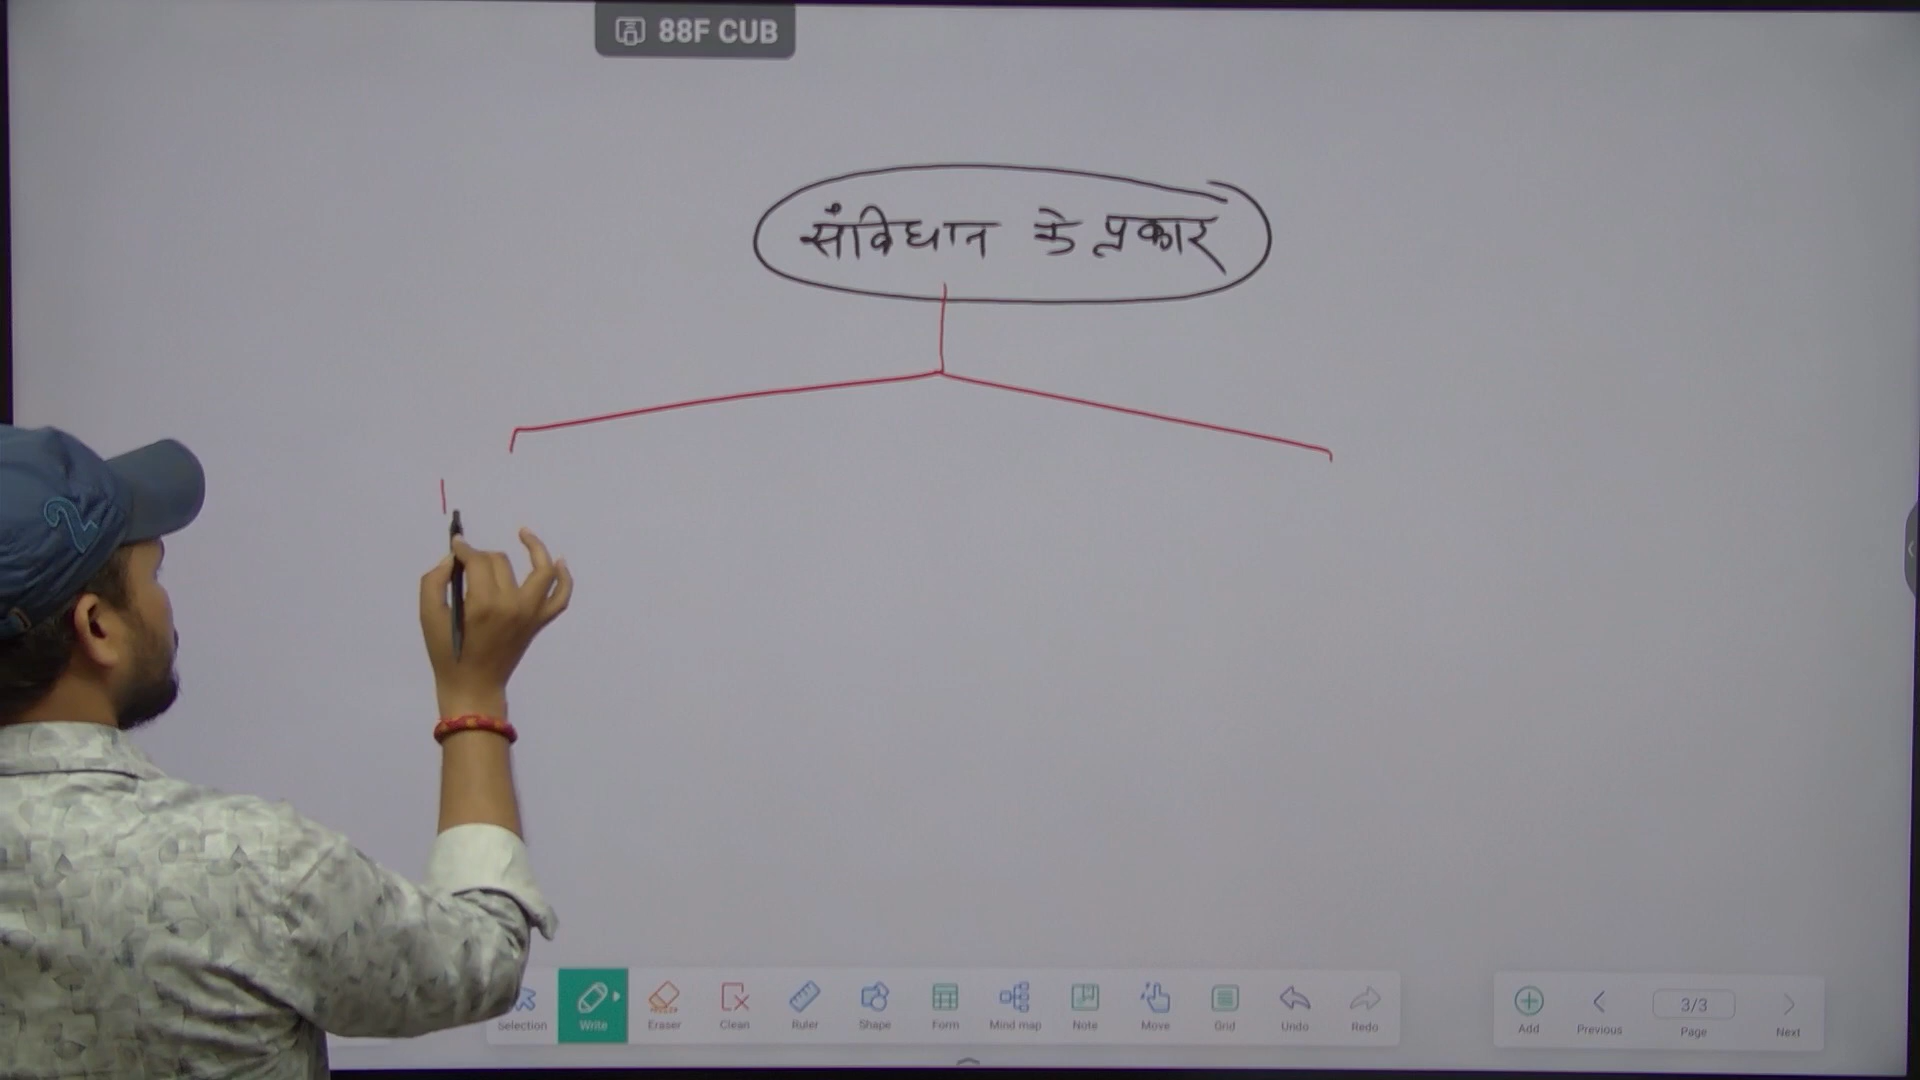 88F CUB
संविधान के प्रकार
2
Selection Write Eraser Clean Ruler Shape Form Mind map Note Move Grid Undo Redo
Add Previous 3/3 Page Next